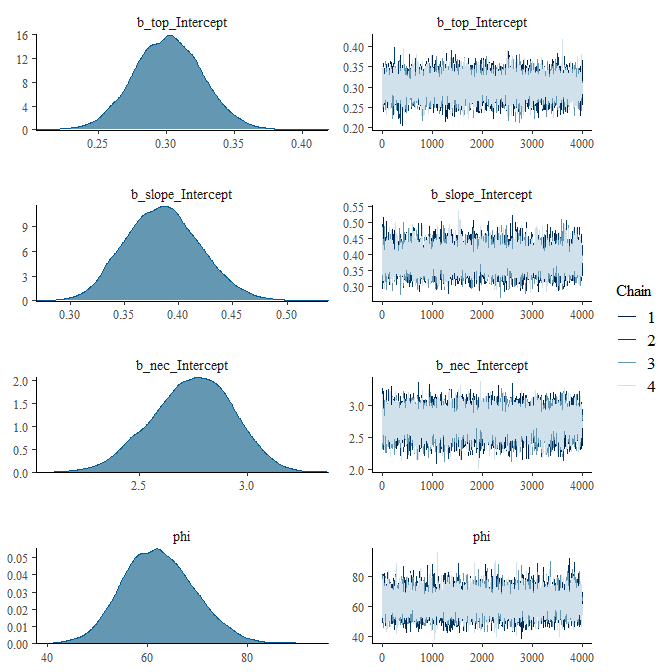 b_top_Intercept
16
12
8
4
0
0.25 0.30 0.35 0.40
b_top_Intercept
0.40
0.35
0.30
0.25
0.20
0 1000 2000 3000 4000
b_slope_Intercept
9
6
3
0
0.30 0.35 0.40 0.45 0.50
b_slope_Intercept
0.55
0.50
0.45
0.40
0.35
0.30
0 1000 2000 3000 4000
Chain
1
2
3
4
b_nec_Intercept
2.0
1.5
1.0
0.5
0.0
2.5 3.0
b_nec_Intercept
3.0
2.5
2.0
0 1000 2000 3000 4000
phi
0.05
0.04
0.03
0.02
0.01
0.00
40 60 80
phi
80
60
40
0 1000 2000 3000 4000